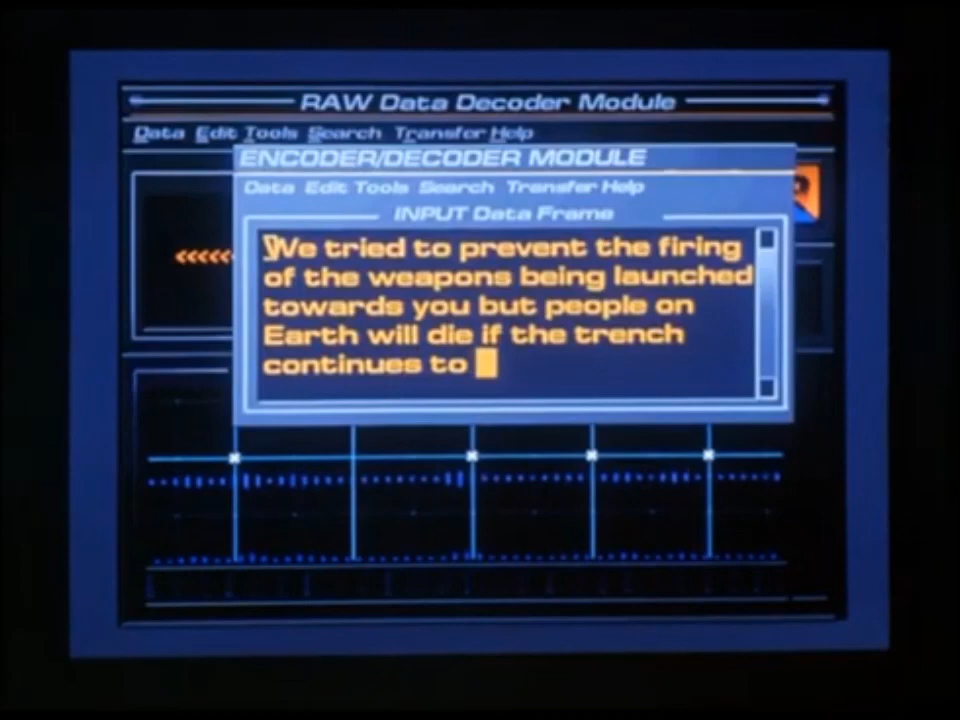 RAW Data Decoder Module
Data Edit Tools Search Transfer Help
ENCODER/DECODER MODULE
Data Edit Tools Search Transfer Help
INPUT Data Frame
We tried to prevent the firing
of the weapons being launched
towards you but people on
Earth will die if the trench
continues to